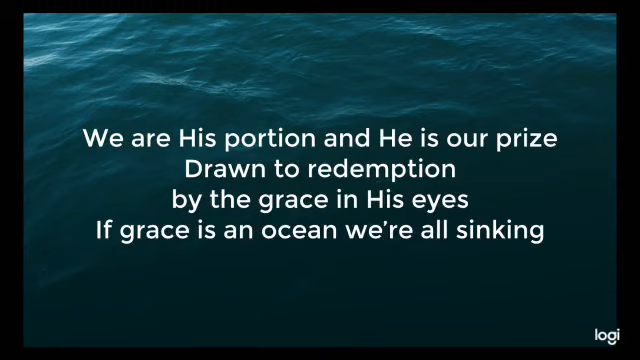 We are His portion and He is our prize
Drawn to redemption
by the grace in His eyes
If grace is an ocean we're all sinking
logi